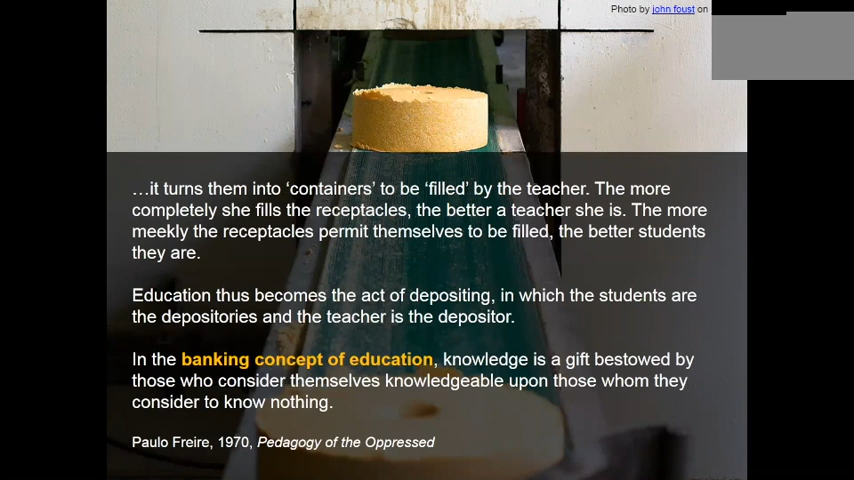 Photo by john foust on
…it turns them into ‘containers’ to be ‘filled’ by the teacher. The more
completely she fills the receptacles, the better a teacher she is. The more
meekly the receptacles permit themselves to be filled, the better students
they are.
Education thus becomes the act of depositing, in which the students are
the depositories and the teacher is the depositor.
In the banking concept of education, knowledge is a gift bestowed by
those who consider themselves knowledgeable upon those whom they
consider to know nothing.
Paulo Freire, 1970, Pedagogy of the Oppressed